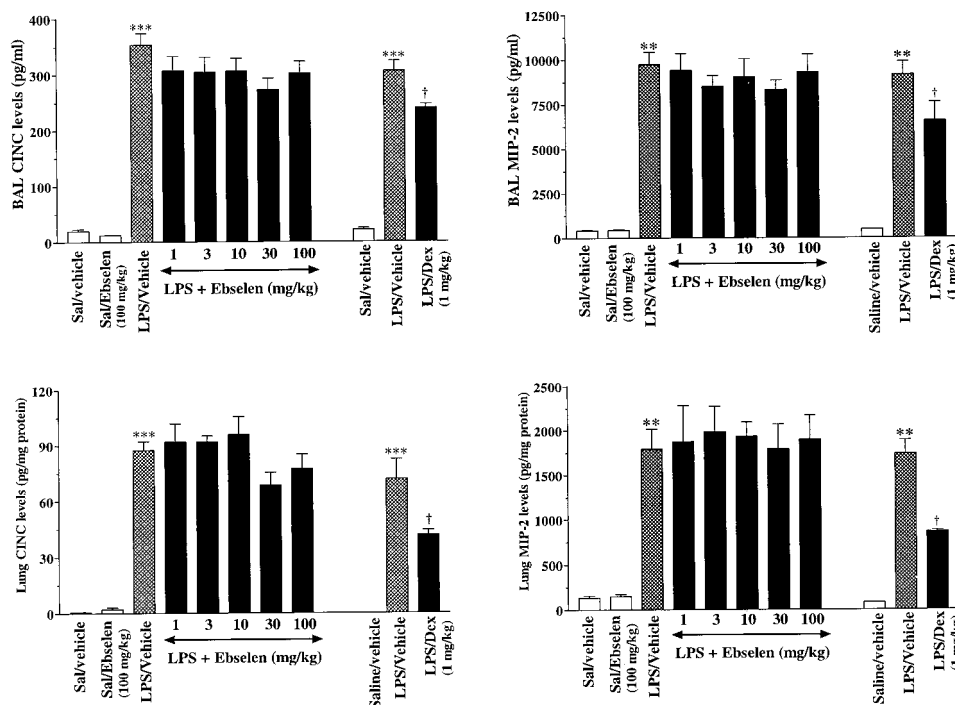 BAL CINC levels (pg/ml)
400
300
200
100
0
***
***
†
Sal/vehicle
Sal/Ebselen
(100 mg/kg)
LPS/Vehicle
1 3 10 30 100
LPS + Ebselen (mg/kg)
Sal/vehicle
LPS/Vehicle
LPS/Dex
(1 mg/kg)
BAL MIP-2 levels (pg/ml)
12500
10000
7500
5000
2500
0
**
**
†
Sal/vehicle
Sal/Ebselen
(100 mg/kg)
LPS/Vehicle
1 3 10 30 100
LPS + Ebselen (mg/kg)
Saline/vehicle
LPS/Vehicle
LPS/Dex
(1 mg/kg)
Lung CINC levels (pg/mg protein)
120
90
60
30
0
***
***
†
Sal/vehicle
Sal/Ebselen
(100 mg/kg)
LPS/Vehicle
1 3 10 30 100
LPS + Ebselen (mg/kg)
Saline/vehicle
LPS/Vehicle
LPS/Dex
(1 mg/kg)
Lung MIP-2 levels (pg/mg protein)
2500
2000
1500
1000
500
0
**
**
†
Sal/vehicle
Sal/Ebselen
(100 mg/kg)
LPS/Vehicle
1 3 10 30 100
LPS + Ebselen (mg/kg)
Saline/vehicle
LPS/Vehicle
LPS/Dex
(1 mg/kg)